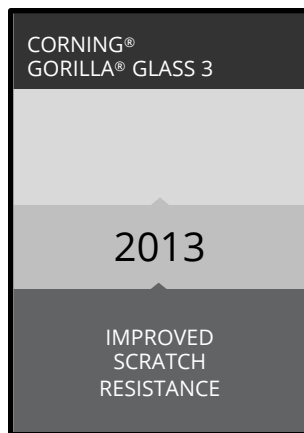 CORNING®
GORILLA® GLASS 3
2013
IMPROVED
SCRATCH
RESISTANCE